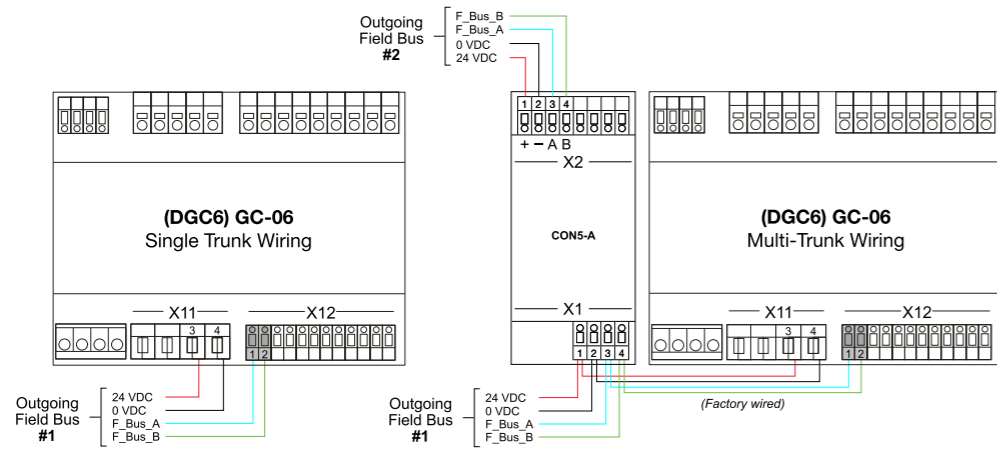 Outgoing
Field Bus
#2
F_Bus_B
F_Bus_A
0 VDC
24 VDC
(DGC6) GC-06
Single Trunk Wiring
X11
3 4
X12
1 2
Outgoing
Field Bus
#1
24 VDC
0 VDC
F_Bus_A
F_Bus_B
1 2 3 4
+ − A B
X2
CON5-A
X1
1 2 3 4
Outgoing
Field Bus
#1
24 VDC
0 VDC
F_Bus_A
F_Bus_B
(DGC6) GC-06
Multi-Trunk Wiring
X11
3 4
X12
1 2
(Factory wired)